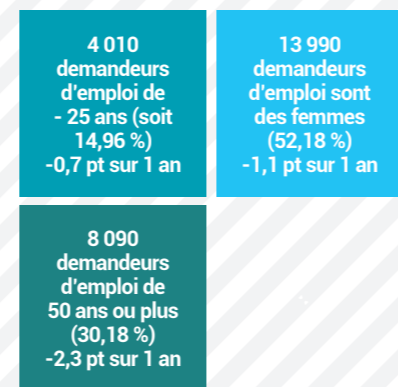 4 010
demandeurs
d'emploi de
- 25 ans (soit
14,96 %)
-0,7 pt sur 1 an
13 990
demandeurs
d'emploi sont
des femmes
(52,18 %)
-1,1 pt sur 1 an
8 090
demandeurs
d'emploi de
50 ans ou plus
(30,18 %)
-2,3 pt sur 1 an